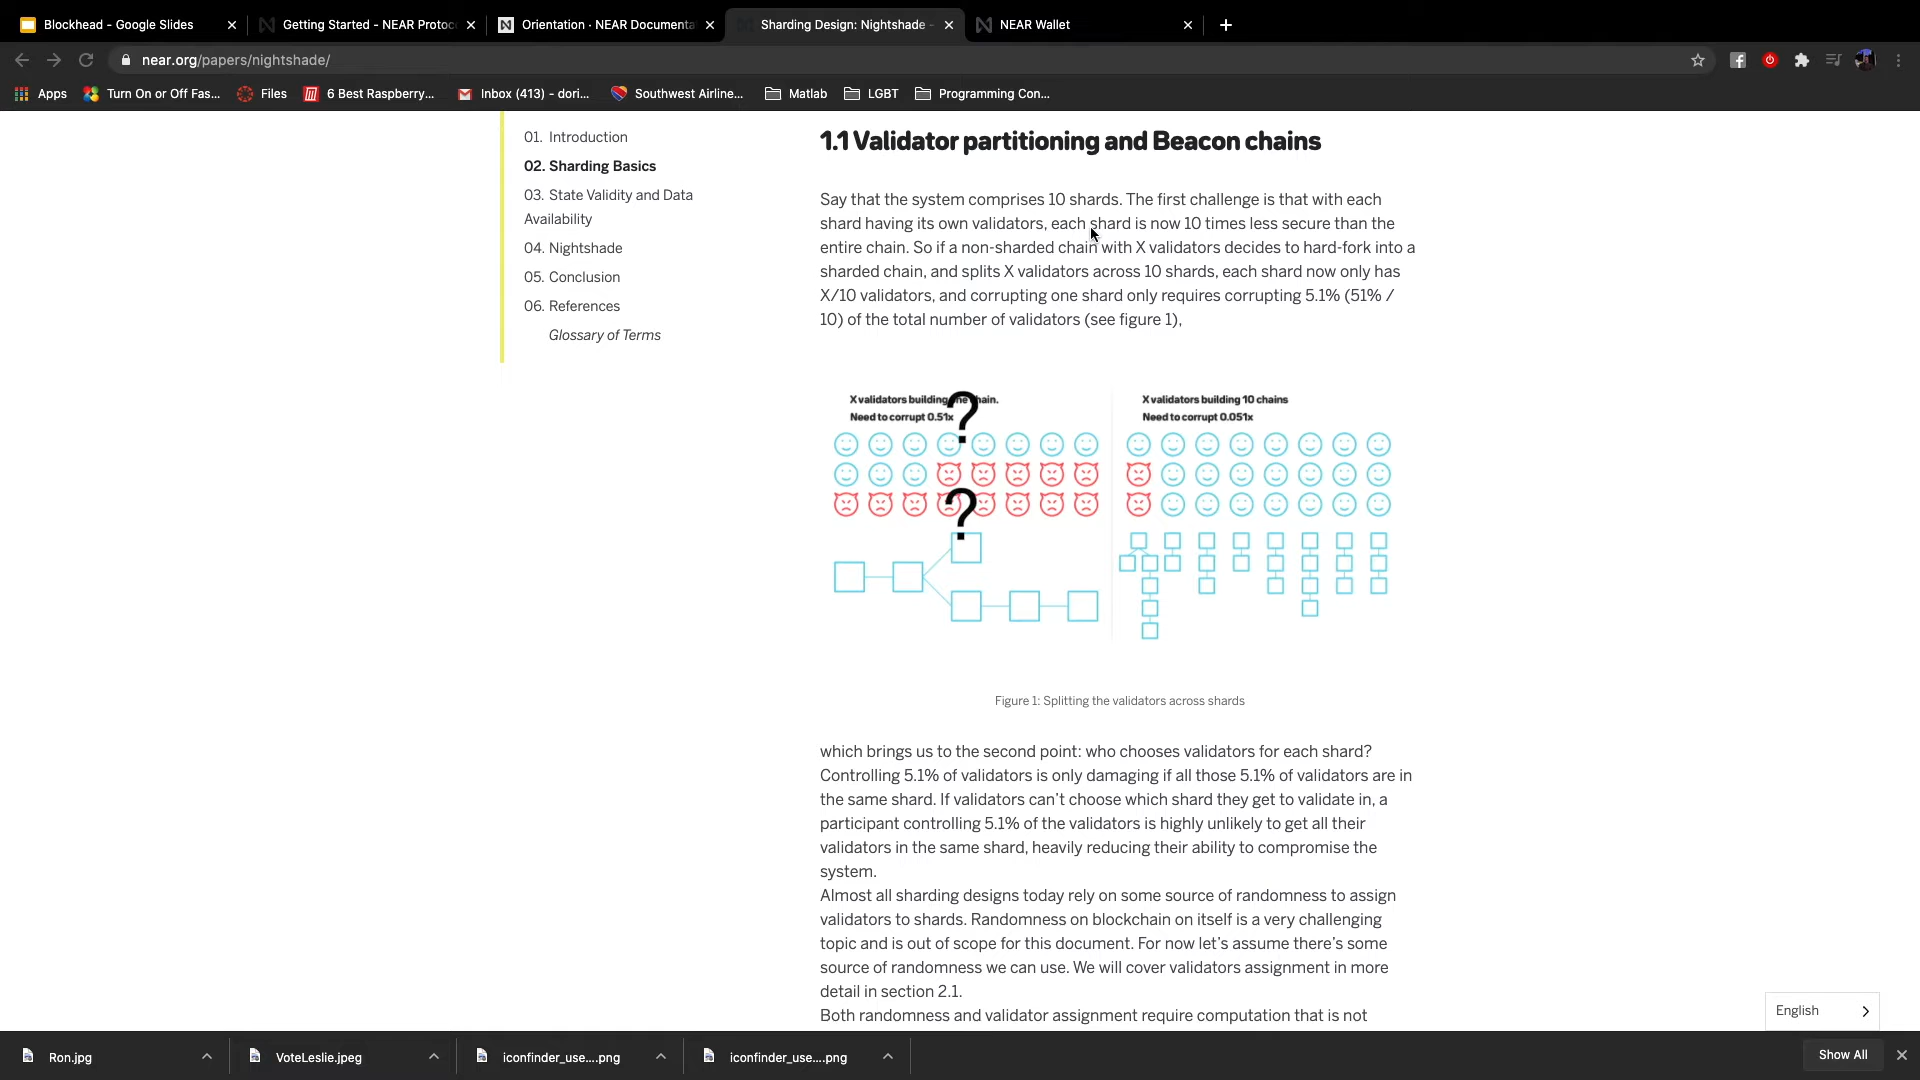 Blockhead - Google Slides
Getting Started - NEAR Protoc
Orientation · NEAR Documenta
Sharding Design: Nightshade -
NEAR Wallet
near.org/papers/nightshade/
Apps
Turn On or Off Fas...
Files
6 Best Raspberry...
Inbox (413) - dori...
Southwest Airline...
Matlab
LGBT
Programming Con...
01. Introduction
02. Sharding Basics
03. State Validity and Data
Availability
04. Nightshade
05. Conclusion
06. References
Glossary of Terms
1.1 Validator partitioning and Beacon chains
Say that the system comprises 10 shards. The first challenge is that with each
shard having its own validators, each shard is now 10 times less secure than the
entire chain. So if a non-sharded chain with X validators decides to hard-fork into a
sharded chain, and splits X validators across 10 shards, each shard now only has
X/10 validators, and corrupting one shard only requires corrupting 5.1% (51% /
10) of the total number of validators (see figure 1),
X validators building one chain.
Need to corrupt 0.51x
?
?
X validators building 10 chains
Need to corrupt 0.051x
Figure 1: Splitting the validators across shards
which brings us to the second point: who chooses validators for each shard?
Controlling 5.1% of validators is only damaging if all those 5.1% of validators are in
the same shard. If validators can't choose which shard they get to validate in, a
participant controlling 5.1% of the validators is highly unlikely to get all their
validators in the same shard, heavily reducing their ability to compromise the
system.
Almost all sharding designs today rely on some source of randomness to assign
validators to shards. Randomness on blockchain on itself is a very challenging
topic and is out of scope for this document. For now let's assume there's some
source of randomness we can use. We will cover validators assignment in more
detail in section 2.1.
Both randomness and validator assignment require computation that is not
English
Ron.jpg
VoteLeslie.jpeg
iconfinder_use....png
iconfinder_use....png
Show All